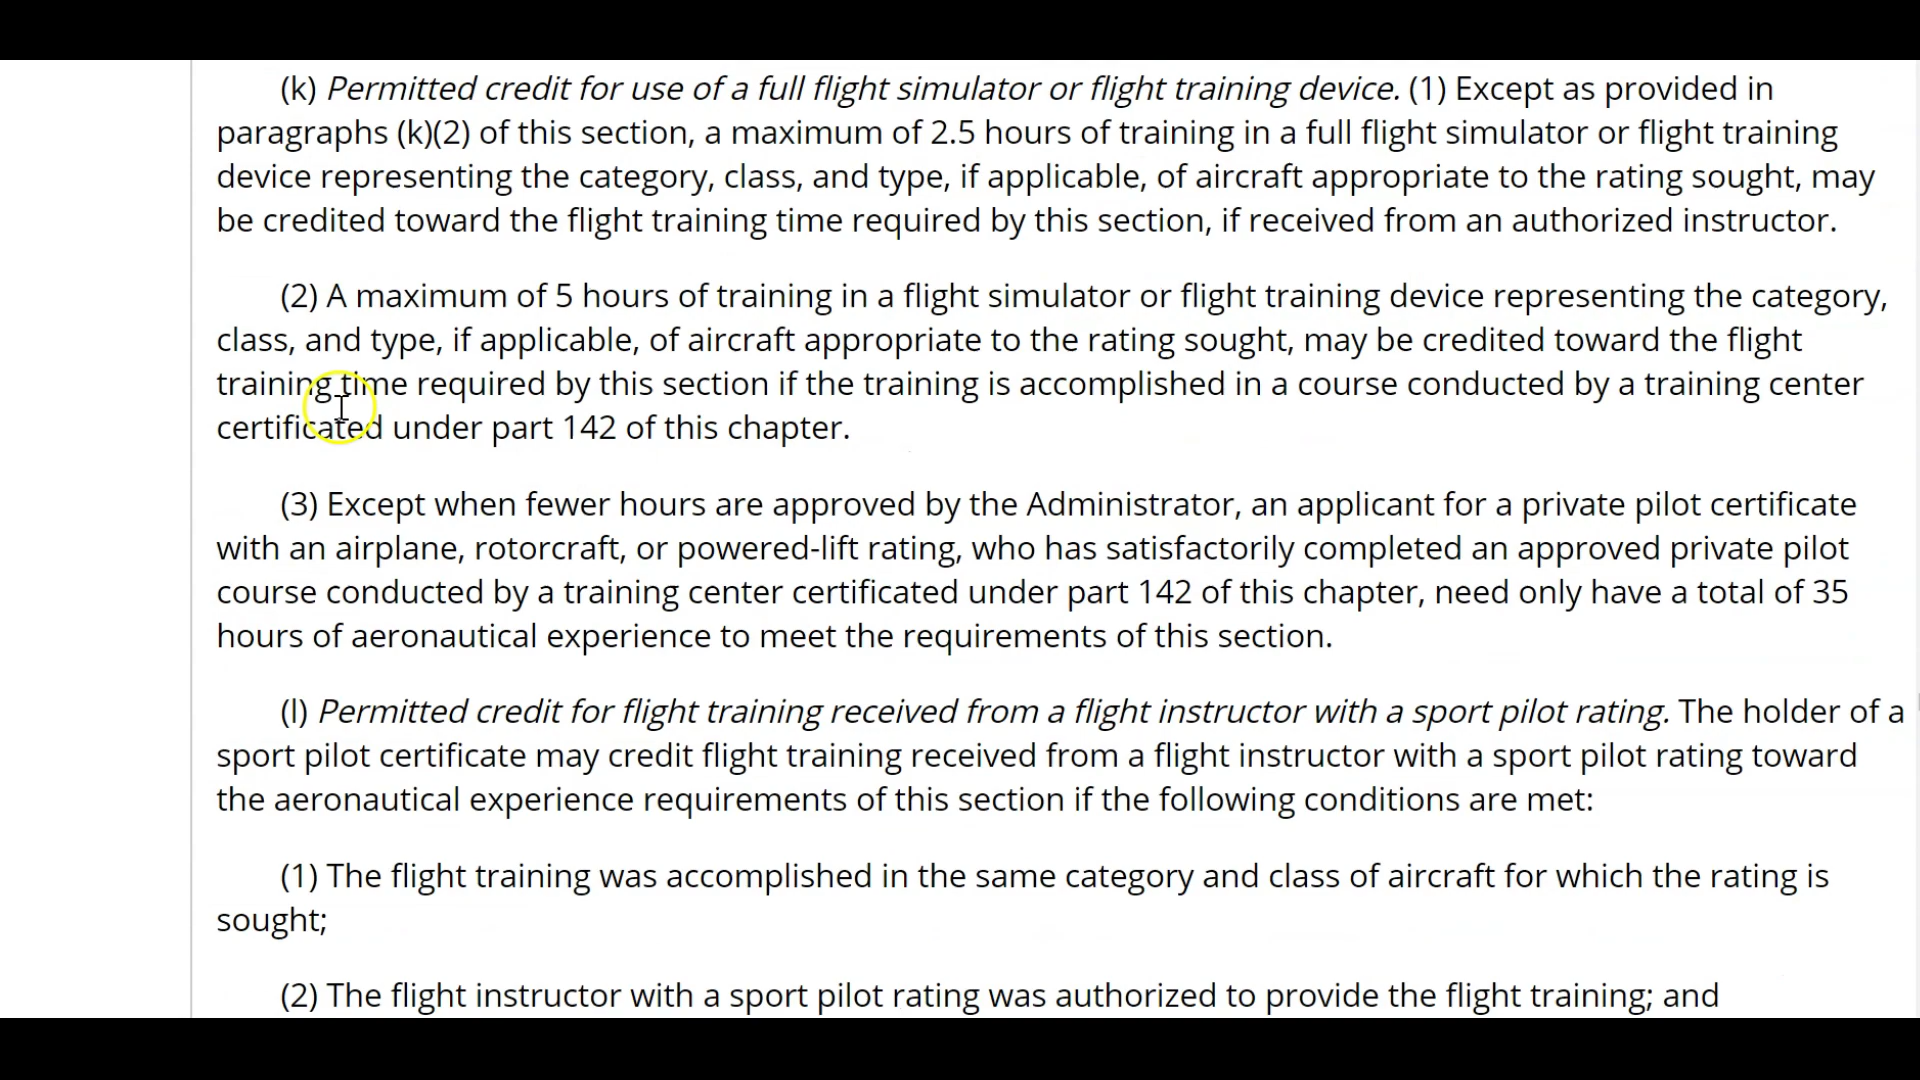 (k) Permitted credit for use of a full flight simulator or flight training device. (1) Except as provided in
paragraphs (k)(2) of this section, a maximum of 2.5 hours of training in a full flight simulator or flight training
device representing the category, class, and type, if applicable, of aircraft appropriate to the rating sought, may
be credited toward the flight training time required by this section, if received from an authorized instructor.
(2) A maximum of 5 hours of training in a flight simulator or flight training device representing the category,
class, and type, if applicable, of aircraft appropriate to the rating sought, may be credited toward the flight
training time required by this section if the training is accomplished in a course conducted by a training center
certificated under part 142 of this chapter.
(3) Except when fewer hours are approved by the Administrator, an applicant for a private pilot certificate
with an airplane, rotorcraft, or powered-lift rating, who has satisfactorily completed an approved private pilot
course conducted by a training center certificated under part 142 of this chapter, need only have a total of 35
hours of aeronautical experience to meet the requirements of this section.
(l) Permitted credit for flight training received from a flight instructor with a sport pilot rating. The holder of a
sport pilot certificate may credit flight training received from a flight instructor with a sport pilot rating toward
the aeronautical experience requirements of this section if the following conditions are met:
(1) The flight training was accomplished in the same category and class of aircraft for which the rating is
sought;
(2) The flight instructor with a sport pilot rating was authorized to provide the flight training; and